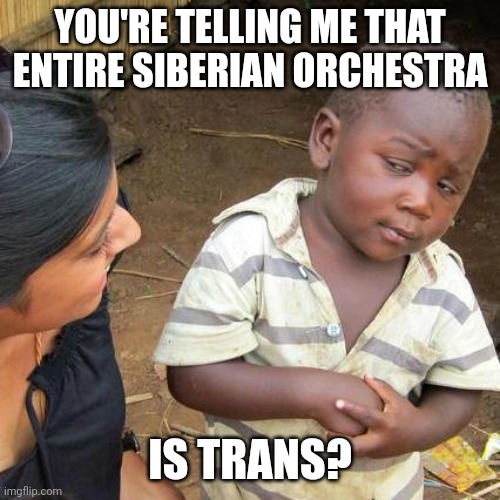 YOU'RE TELLING ME THAT
ENTIRE SIBERIAN ORCHESTRA
IS TRANS?
imgflip.com